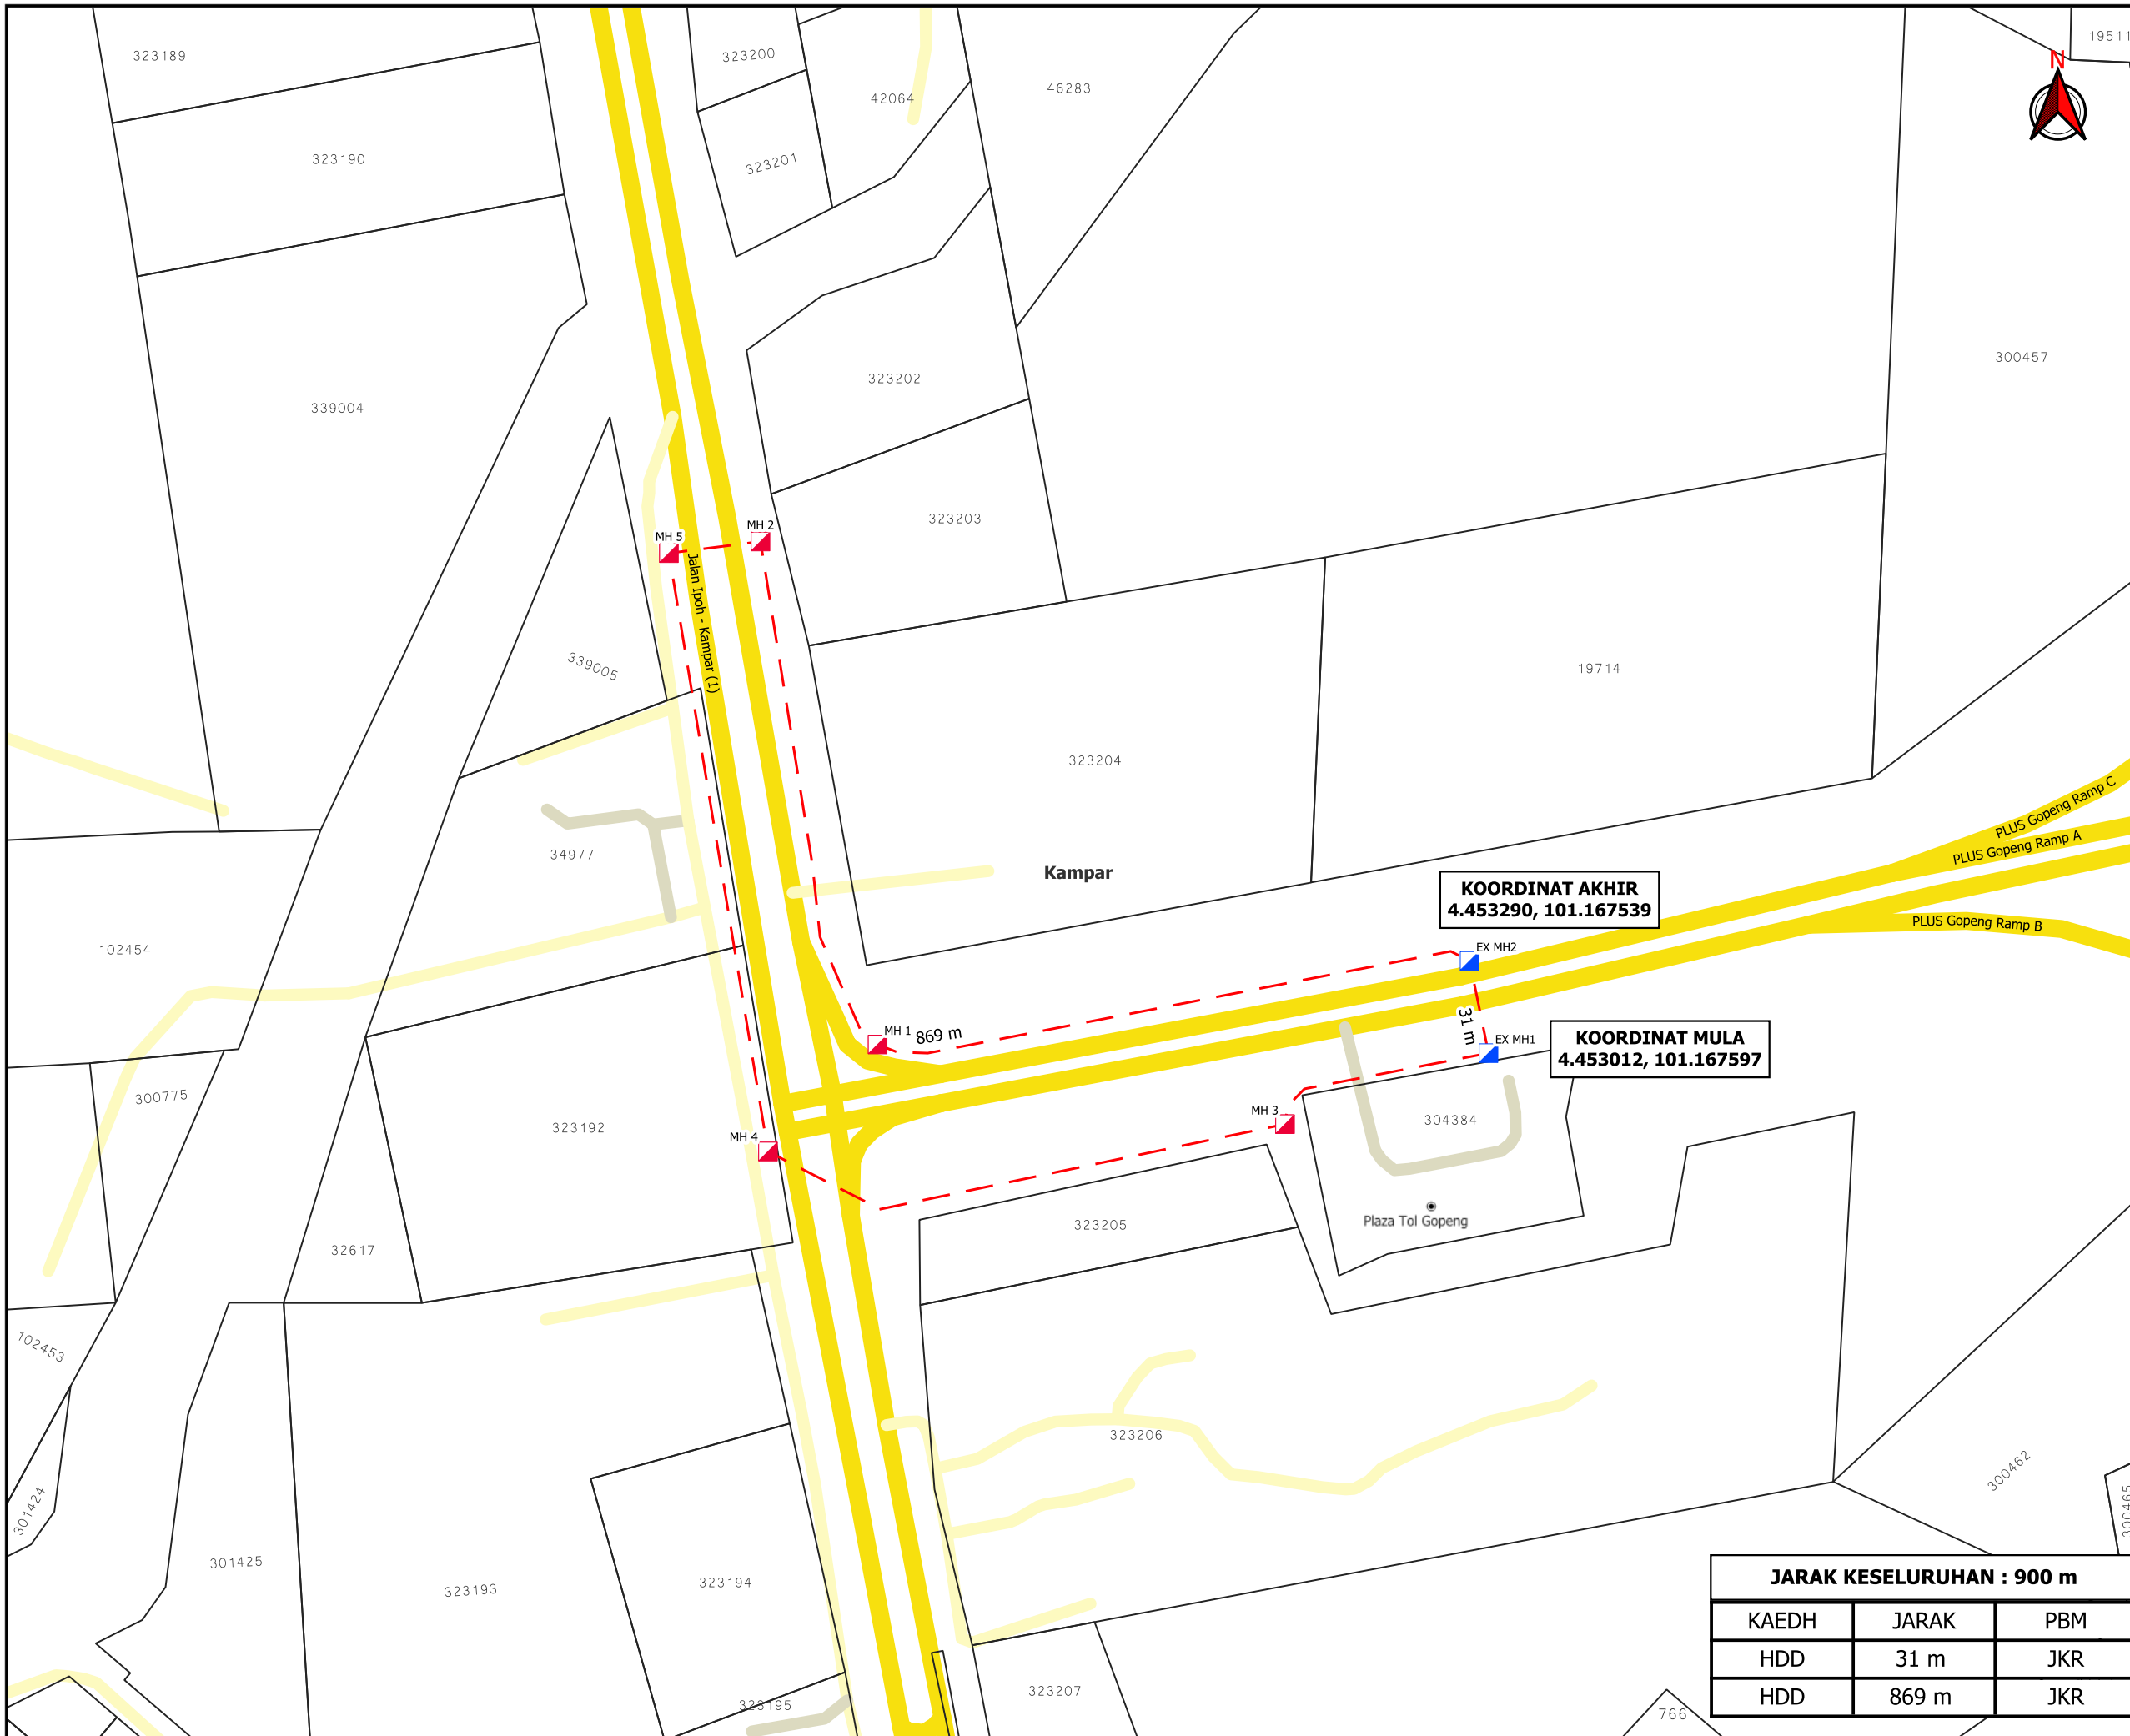 323189
323200
19511
N
42064
46283
323190
323201
300457
323202
339004
323203
MH 2
MH 5
Jalan Ipoh - Kampar (1)
339005
19714
323204
PLUS Gopeng Ramp C
PLUS Gopeng Ramp A
34977
Kampar
KOORDINAT AKHIR
4.453290, 101.167539
PLUS Gopeng Ramp B
102454
EX MH2
MH 1
869 m
31 m
EX MH1
KOORDINAT MULA
4.453012, 101.167597
300775
MH 3
304384
323192
MH 4
Plaza Tol Gopeng
323205
32617
102453
323206
300462
301424
300465
301425
323193
323194
JARAK KESELURUHAN : 900 m
KAEDH JARAK PBM
HDD 31 m JKR
HDD 869 m JKR
323207
323195
766